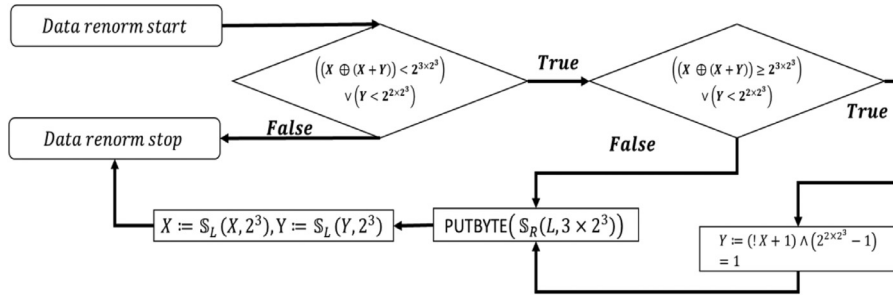 Data renorm start
((X ⊕ (X + Y)) < 2^{3×2^3})
∨ (Y < 2^{2×2^3})
True
((X ⊕ (X + Y)) ≥ 2^{3×2^3})
∨ (Y < 2^{2×2^3})
True
False
Data renorm stop
False
X ≔ 𝕊_L(X, 2^3), Y ≔ 𝕊_L(Y, 2^3)
PUTBYTE(𝕊_R(L, 3 × 2^3))
Y ≔ (! X + 1) ∧ (2^{2×2^3} − 1)
= 1